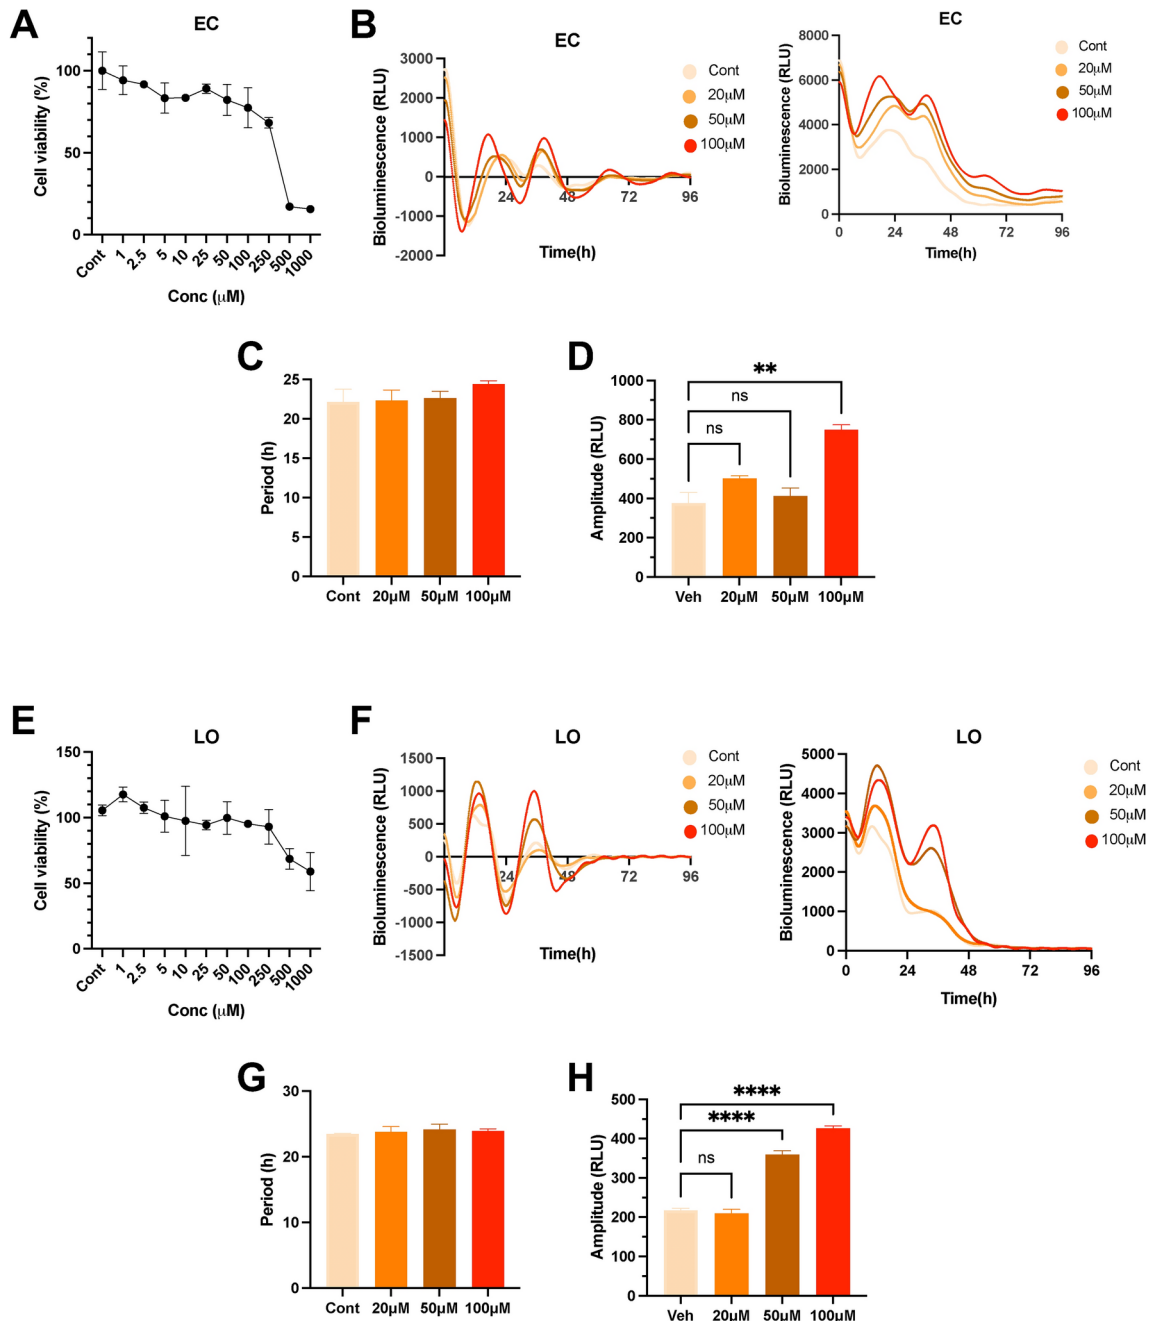 A
EC
Cell viability (%)
100
50
0
Cont
1
2.5
5
10
25
50
100
250
500
1000
Conc (μM)
B
EC
Bioluminescence (RLU)
3000
2000
1000
0
-1000
-2000
24
48
72
96
Time(h)
Cont
20μM
50μM
100μM
EC
Bioluminescence (RLU)
8000
6000
4000
2000
0
0
24
48
72
96
Time(h)
Cont
20μM
50μM
100μM
C
Period (h)
25
20
15
10
5
0
Cont
20μM
50μM
100μM
D
Amplitude (RLU)
1000
800
600
400
200
0
**
ns
ns
Veh
20μM
50μM
100μM
E
LO
Cell viability (%)
150
100
50
0
Cont
1
2.5
5
10
25
50
100
250
500
1000
Conc (μM)
F
LO
Bioluminescence (RLU)
1500
1000
500
0
-500
-1000
-1500
24
48
72
96
Time(h)
Cont
20μM
50μM
100μM
LO
Bioluminescence (RLU)
5000
4000
3000
2000
1000
0
0
24
48
72
96
Time(h)
Cont
20μM
50μM
100μM
G
Period (h)
30
20
10
0
Cont
20μM
50μM
100μM
H
Amplitude (RLU)
500
400
300
200
100
0
****
****
ns
Veh
20μM
50μM
100μM